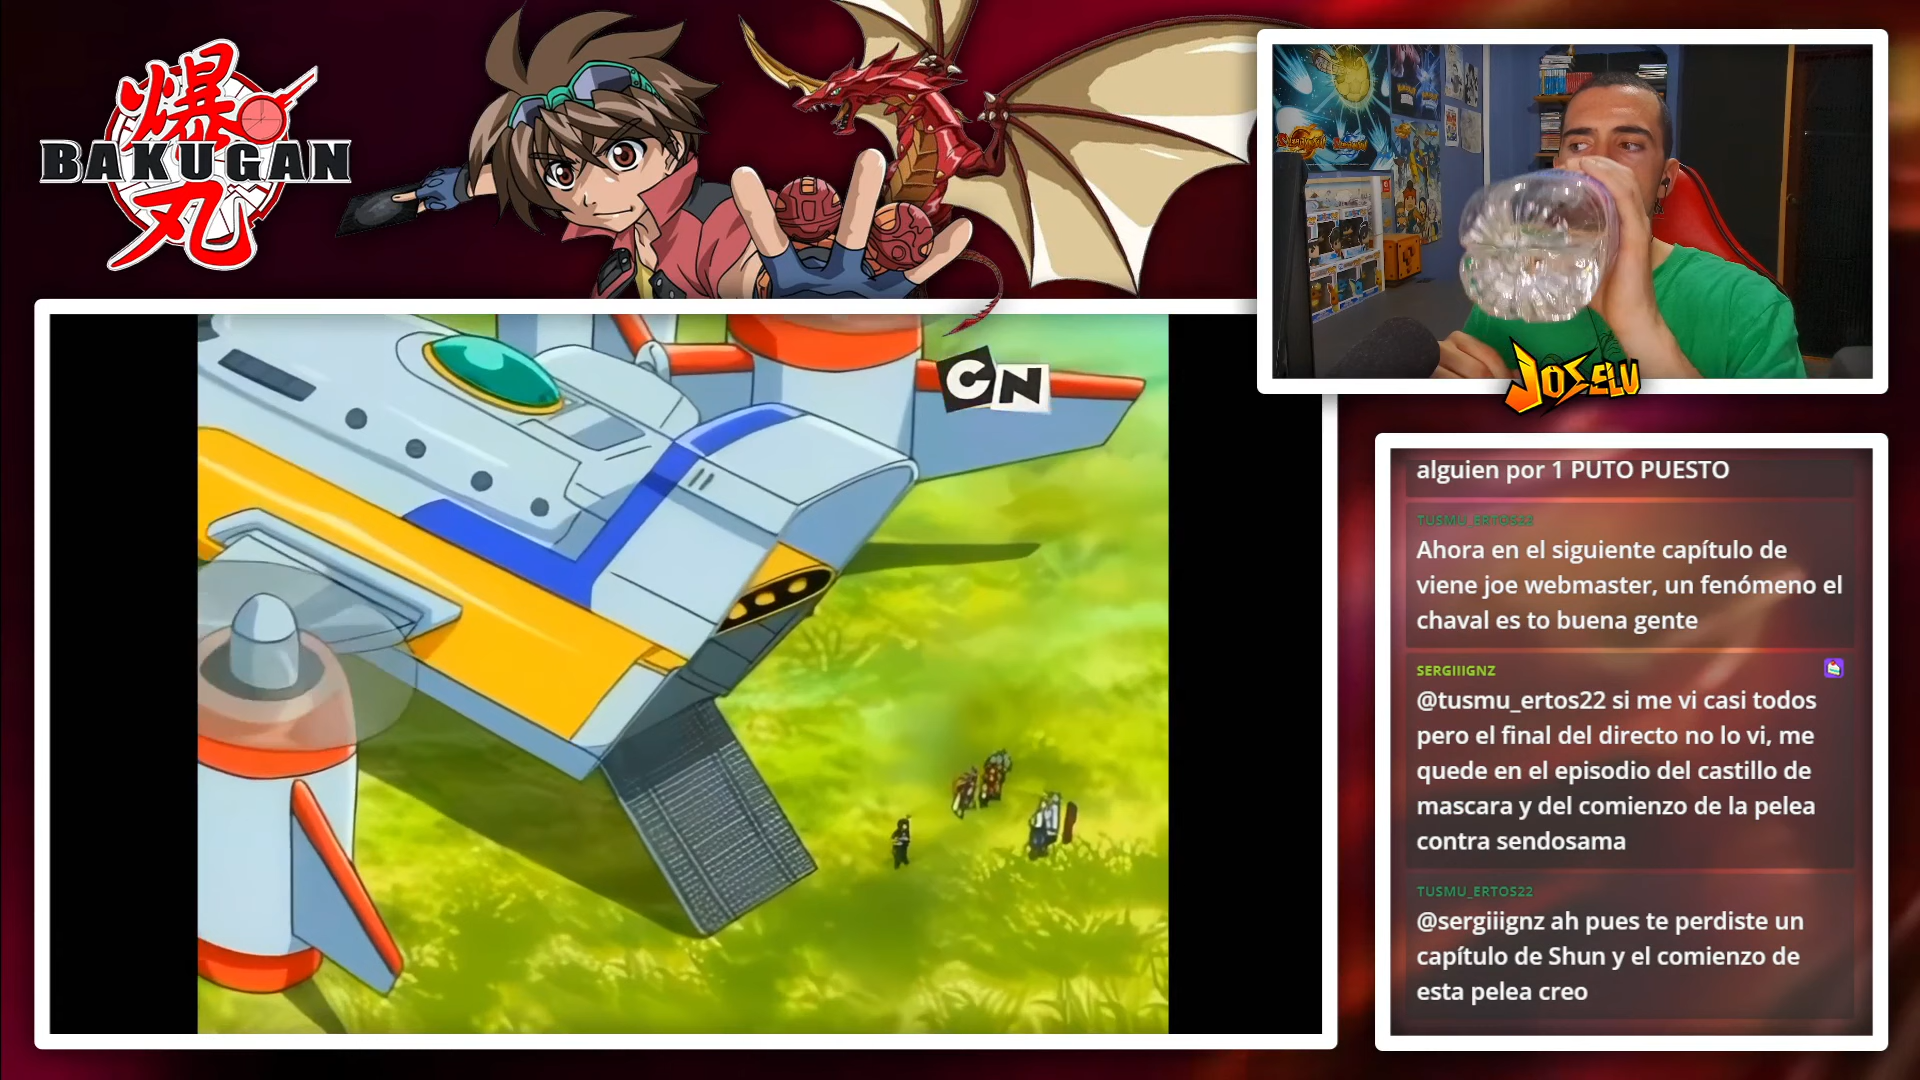 爆
BAKUGAN
丸
CN
JOSELU
alguien por 1 PUTO PUESTO
TUSMU_ERTOS22
Ahora en el siguiente capítulo de
viene joe webmaster, un fenómeno el
chaval es to buena gente
SERGIIIGNZ
@tusmu_ertos22 si me vi casi todos
pero el final del directo no lo vi, me
quede en el episodio del castillo de
mascara y del comienzo de la pelea
contra sendosama
TUSMU_ERTOS22
@sergiiignz ah pues te perdiste un
capítulo de Shun y el comienzo de
esta pelea creo